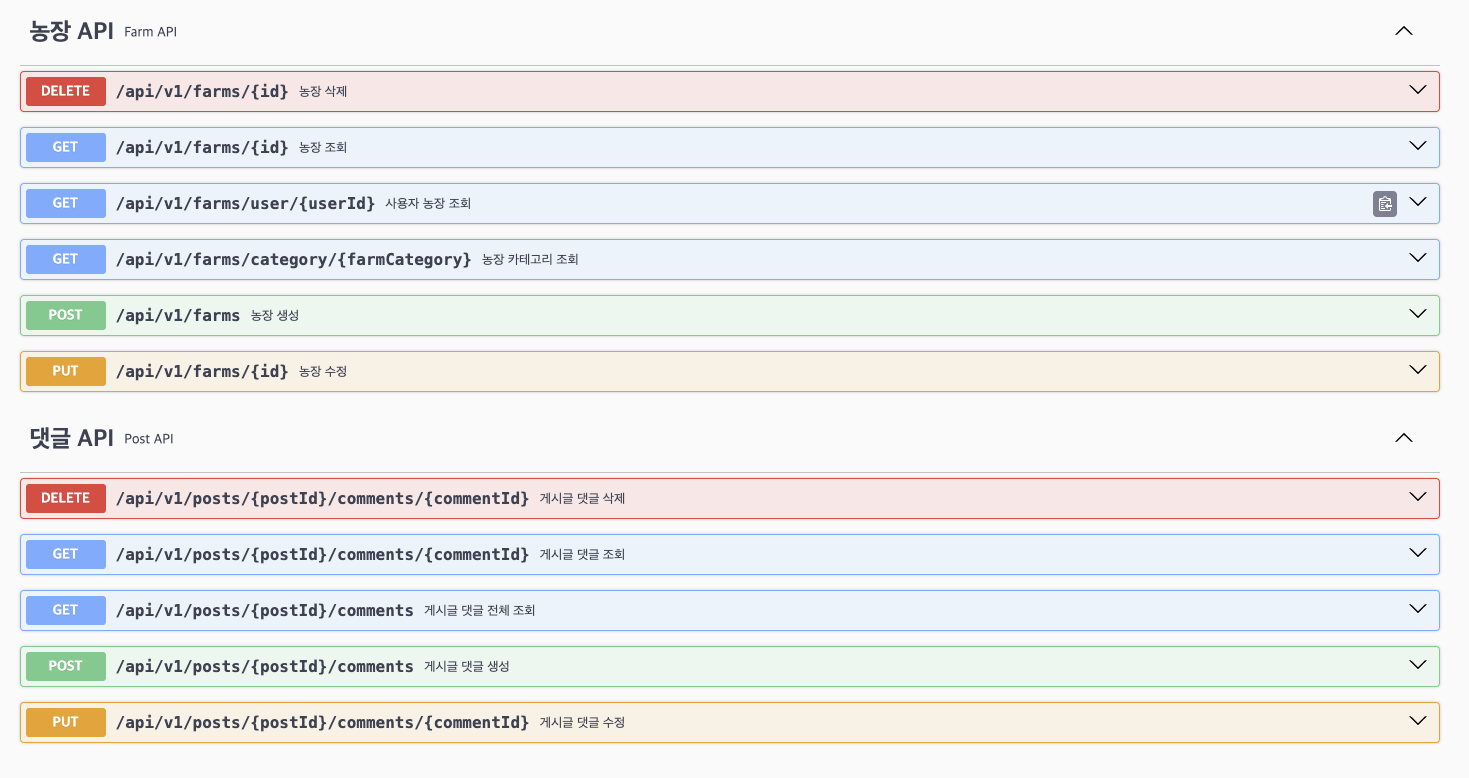 농장 API Farm API
DELETE /api/v1/farms/{id} 농장 삭제
GET /api/v1/farms/{id} 농장 조회
GET /api/v1/farms/user/{userId} 사용자 농장 조회
GET /api/v1/farms/category/{farmCategory} 농장 카테고리 조회
POST /api/v1/farms 농장 생성
PUT /api/v1/farms/{id} 농장 수정
댓글 API Post API
DELETE /api/v1/posts/{postId}/comments/{commentId} 게시글 댓글 삭제
GET /api/v1/posts/{postId}/comments/{commentId} 게시글 댓글 조회
GET /api/v1/posts/{postId}/comments 게시글 댓글 전체 조회
POST /api/v1/posts/{postId}/comments 게시글 댓글 생성
PUT /api/v1/posts/{postId}/comments/{commentId} 게시글 댓글 수정